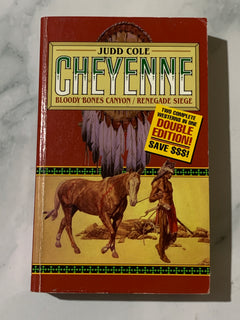 JUDD COLE
CHEYENNE
BLOODY BONES CANYON / RENEGADE SIEGE
TWO COMPLETE
WESTERNS IN ONE
DOUBLE
EDITION!
SAVE $$$!